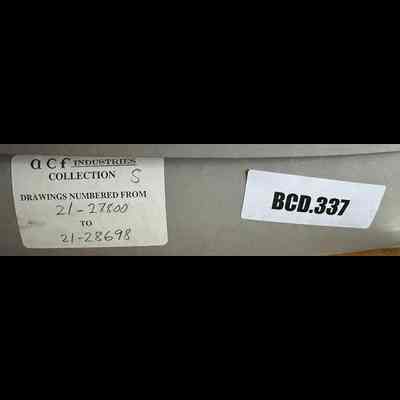 acf INDUSTRIES
COLLECTION S
DRAWINGS NUMBERED FROM
21-27800
TO
21-28698
BCD.337